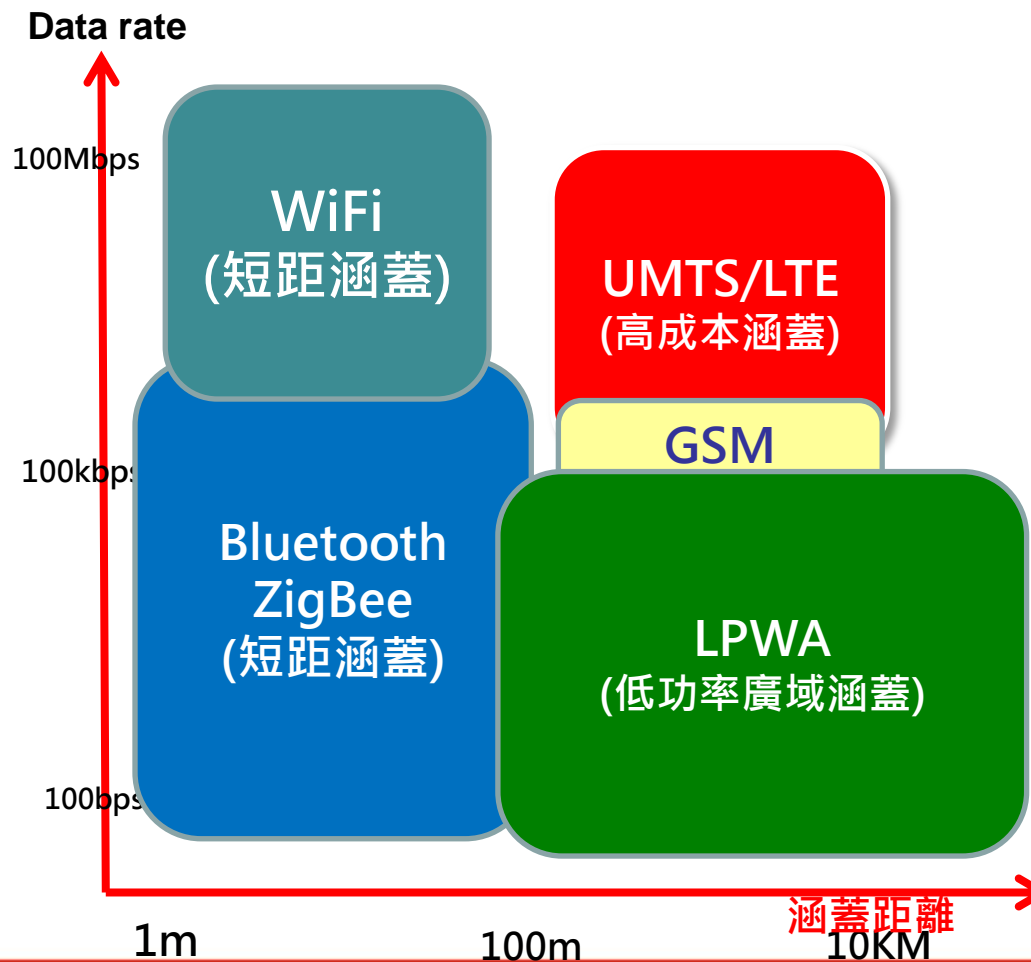 Data rate
100Mbps
WiFi
(短距涵蓋)
UMTS/LTE
(高成本涵蓋)
GSM
100kbps
Bluetooth
ZigBee
(短距涵蓋)
LPWA
(低功率廣域涵蓋)
100bps
涵蓋距離
1m
100m
10KM